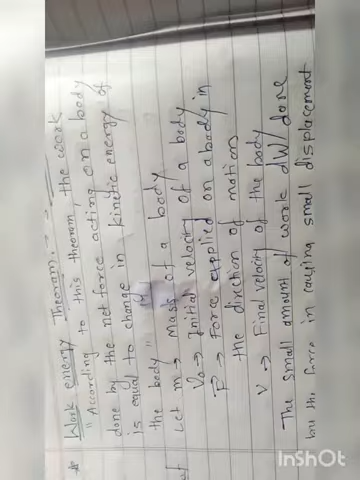 * Work energy Theoram :-
"According to this theoram, the work
done by the net force acting on a body
is equal to change in kinetic energy of
the body"
Let m → Mass of a body
V₀ → Initial velocity of a body
F → Force applied on a body in
the direction of motion
V → Final velocity of the body
The small amount of work dW done
by the force in causing small displacement
InShOt